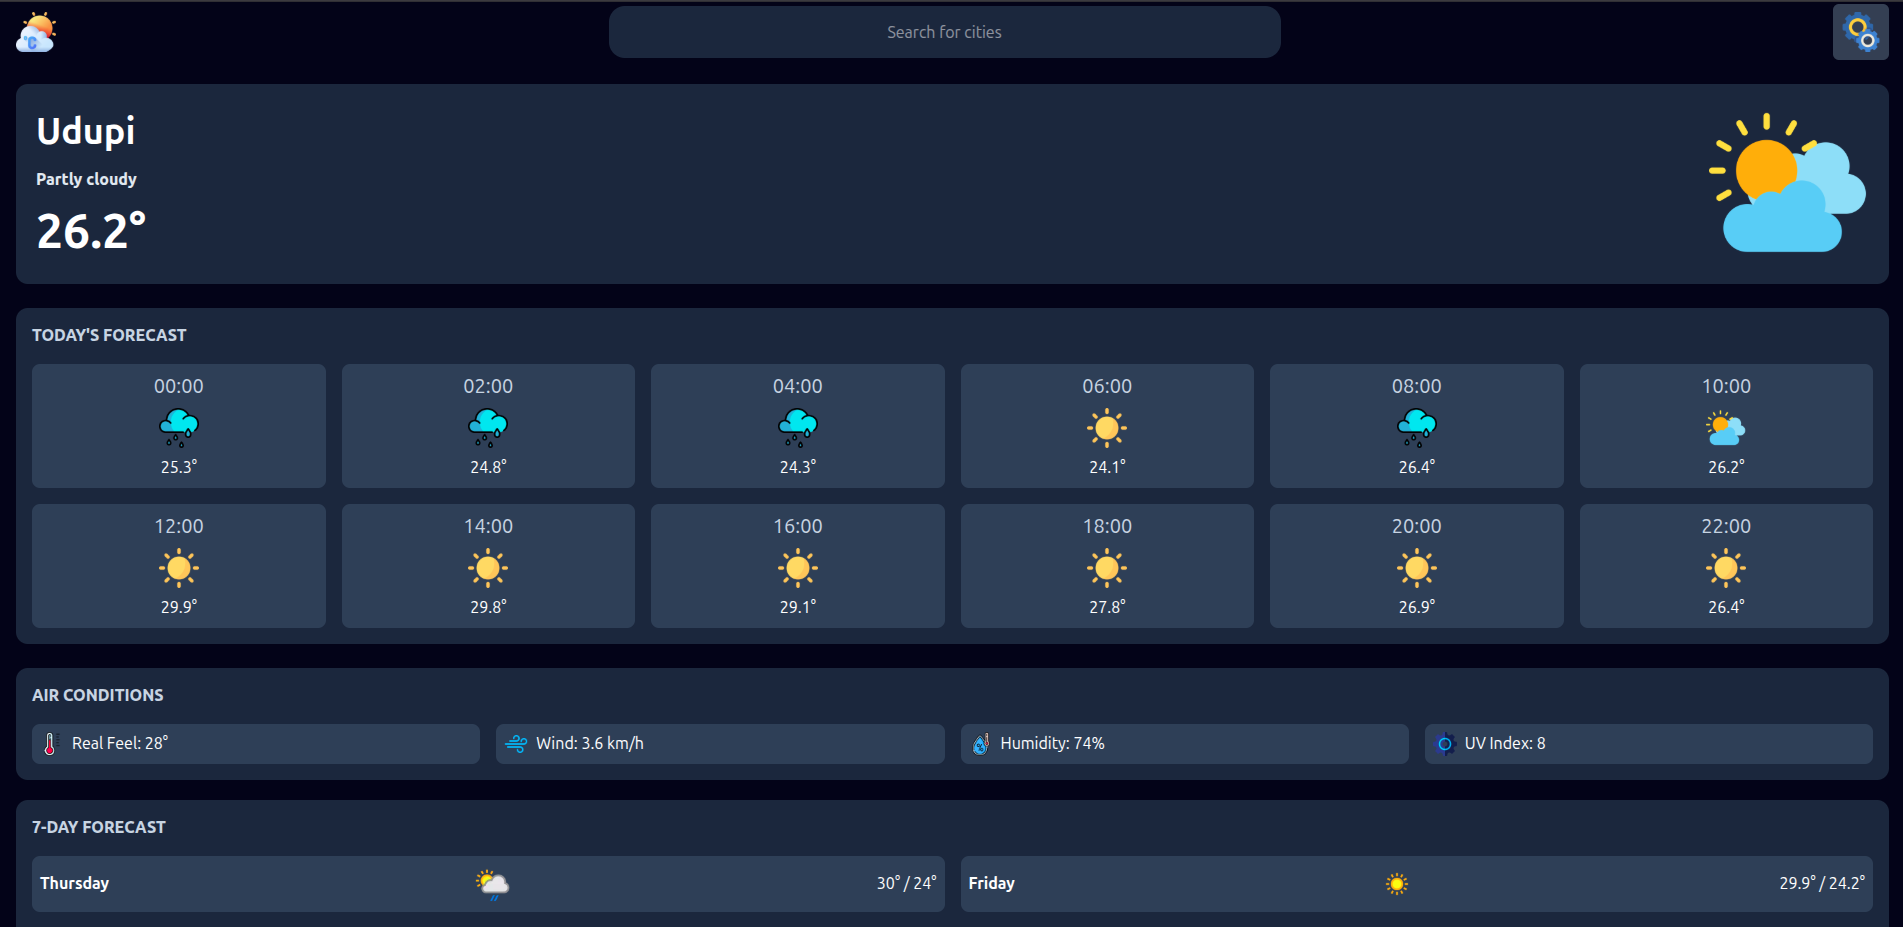 °C
Search for cities
Udupi
Partly cloudy
26.2°
TODAY'S FORECAST
00:00 02:00 04:00 06:00 08:00 10:00
25.3° 24.8° 24.3° 24.1° 26.4° 26.2°
12:00 14:00 16:00 18:00 20:00 22:00
29.9° 29.8° 29.1° 27.8° 26.9° 26.4°
AIR CONDITIONS
Real Feel: 28° Wind: 3.6 km/h Humidity: 74% UV Index: 8
7-DAY FORECAST
Thursday 30° / 24° Friday 29.9° / 24.2°